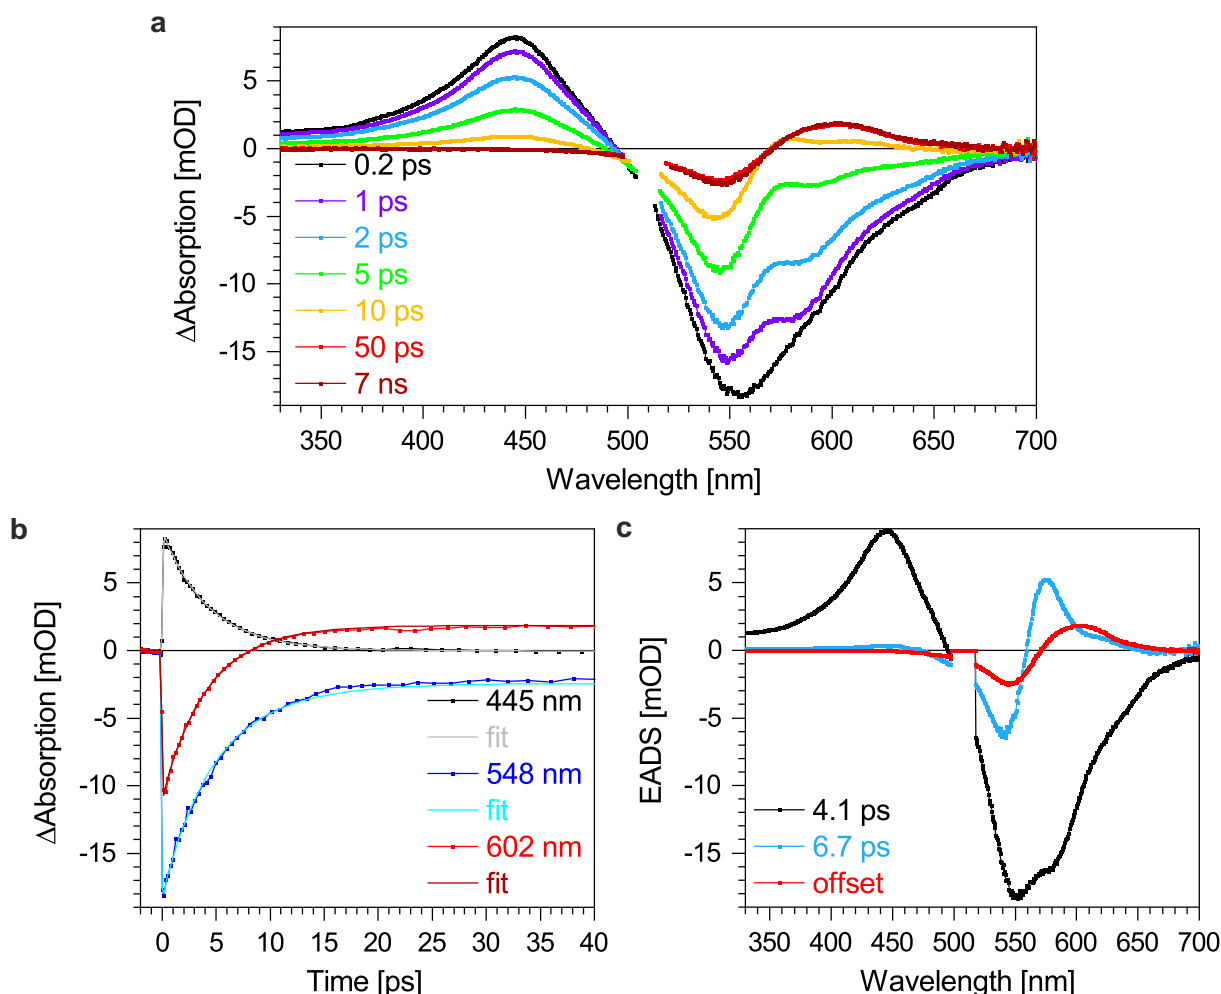 a
ΔAbsorption [mOD]
5
0
-5
-10
-15
0.2 ps
1 ps
2 ps
5 ps
10 ps
50 ps
7 ns
350 400 450 500 550 600 650 700
Wavelength [nm]
b
ΔAbsorption [mOD]
5
0
-5
-10
-15
445 nm
fit
548 nm
fit
602 nm
fit
0 5 10 15 20 25 30 35 40
Time [ps]
c
EADS [mOD]
5
0
-5
-10
-15
4.1 ps
6.7 ps
offset
350 400 450 500 550 600 650 700
Wavelength [nm]